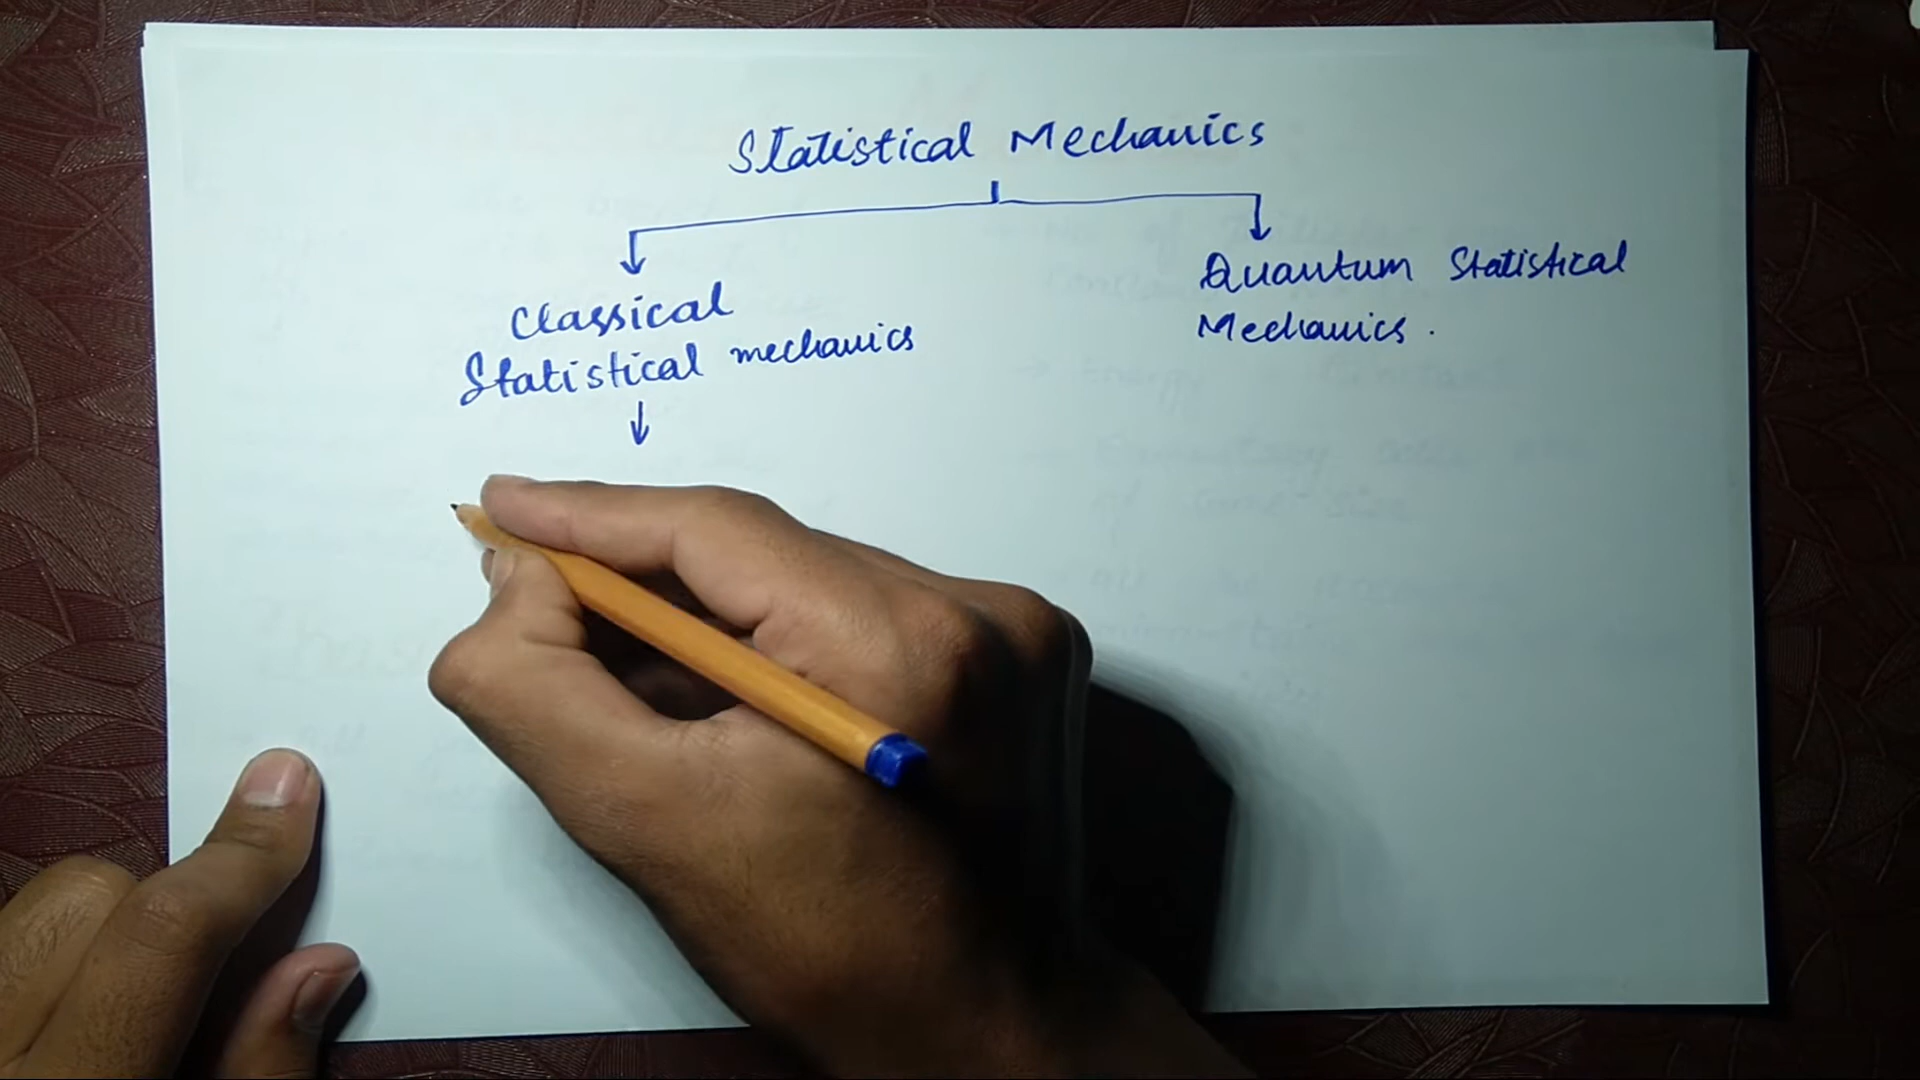 Statistical Mechanics
Classical
Statistical mechanics
Quantum Statistical
Mechanics.